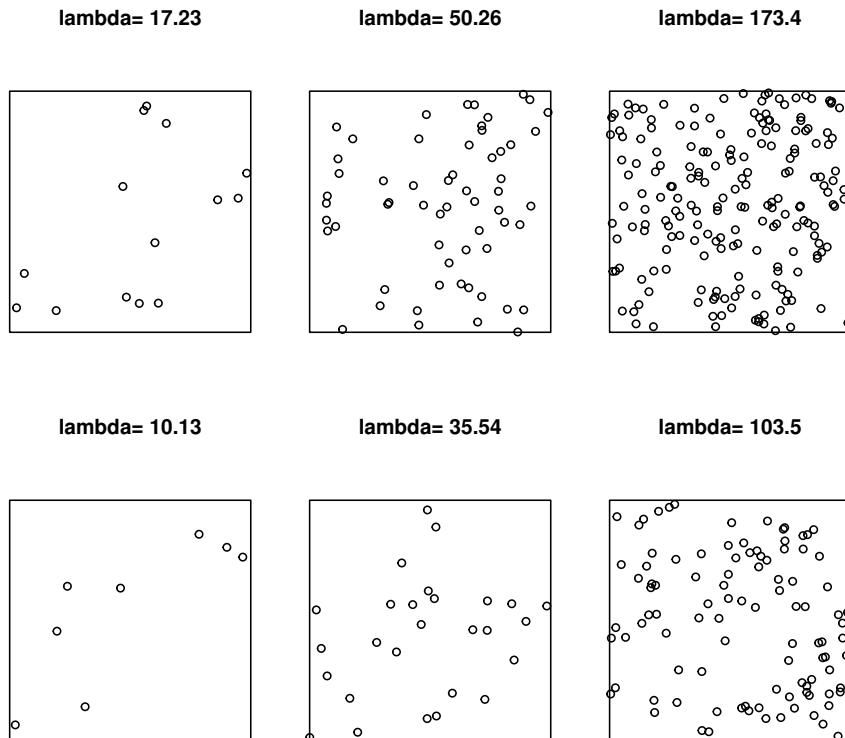 lambda= 17.23
lambda= 50.26
lambda= 173.4
lambda= 10.13
lambda= 35.54
lambda= 103.5